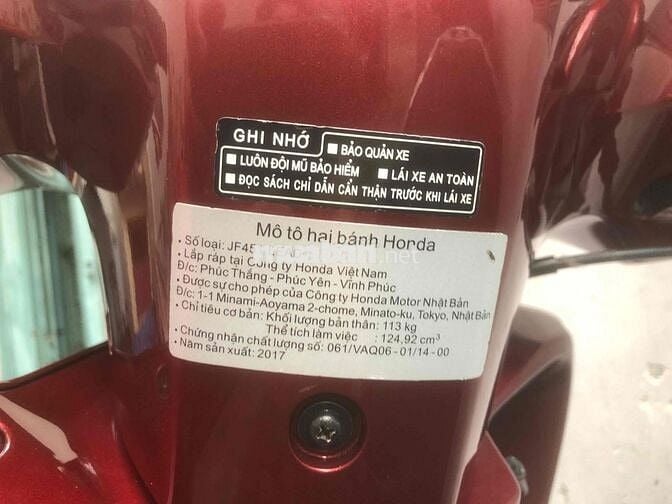 GHI NHỚ
■ BẢO QUẢN XE
■ LUÔN ĐỘI MŨ BẢO HIỂM ■ LÁI XE AN TOÀN
■ ĐỌC SÁCH CHỈ DẪN CẨN THẬN TRƯỚC KHI LÁI XE
Mô tô hai bánh Honda
• Số loại: JF45
• Lắp ráp tại Công ty Honda Việt Nam
Đ/c: Phúc Thắng - Phúc Yên - Vĩnh Phúc
• Được sự cho phép của Công ty Honda Motor Nhật Bản
Đ/c: 1-1 Minami-Aoyama 2-chome, Minato-ku, Tokyo, Nhật Bản
• Chỉ tiêu cơ bản: Khối lượng bản thân: 113 kg
Thể tích làm việc : 124,92 cm³
• Chứng nhận chất lượng số: 061/VAQ06 - 01/14 - 00
• Năm sản xuất: 2017